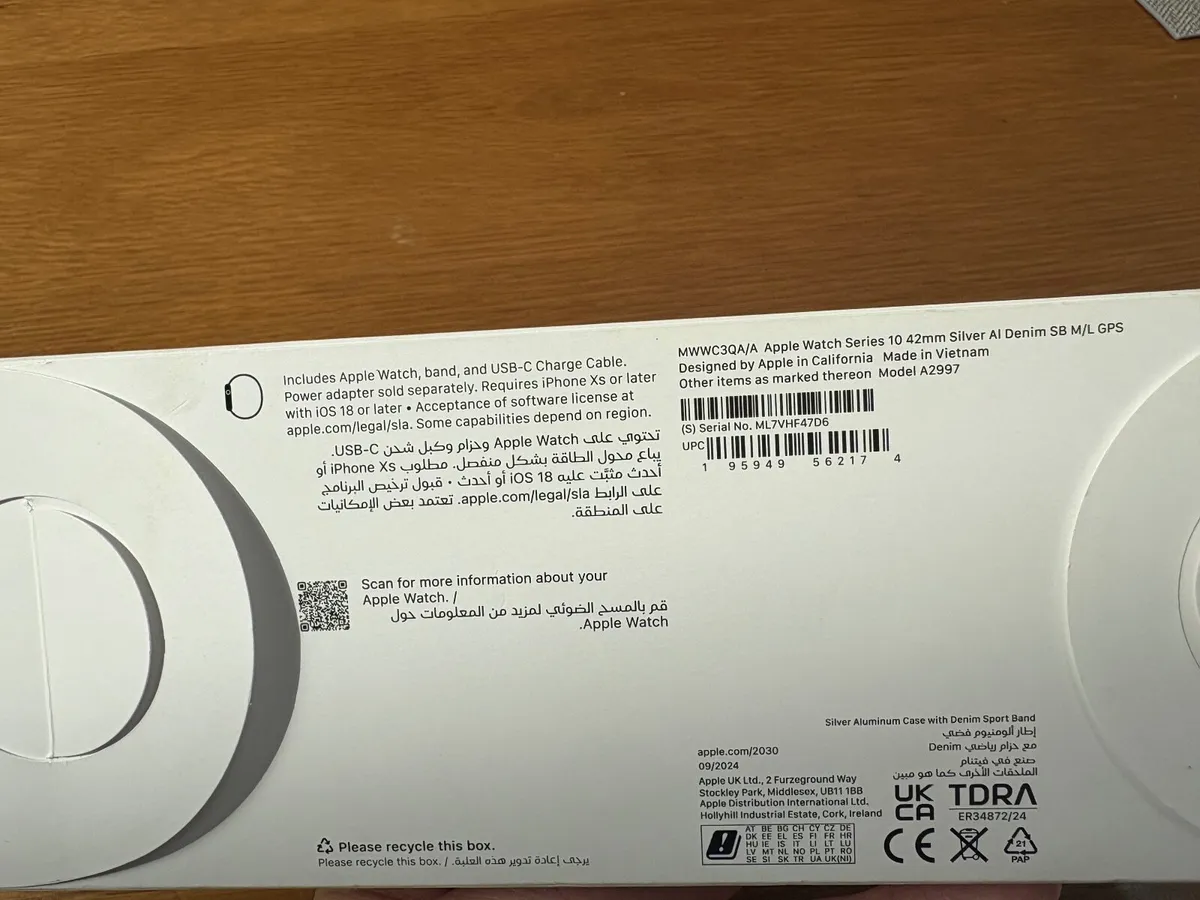 Includes Apple Watch, band, and USB-C Charge Cable.
Power adapter sold separately. Requires iPhone Xs or later
with iOS 18 or later • Acceptance of software license at
apple.com/legal/sla. Some capabilities depend on region.
تحتوي على Apple Watch وحزام وكبل شحن USB-C.
يباع محول الطاقة بشكل منفصل. مطلوب iPhone Xs أو
أحدث مثبَّت عليه iOS 18 أو أحدث • قبول ترخيص البرنامج
على الرابط apple.com/legal/sla. تعتمد بعض الإمكانيات
على المنطقة.
Scan for more information about your
Apple Watch. /
قم بالمسح الضوئي لمزيد من المعلومات حول
Apple Watch.
Please recycle this box.
Please recycle this box. / يرجى إعادة تدوير هذه العلبة.
MWWC3QA/A Apple Watch Series 10 42mm Silver Al Denim SB M/L GPS
Designed by Apple in California Made in Vietnam
Other items as marked thereon Model A2997
(S) Serial No. ML7VHF47D6
UPC
1 95949 56217 4
Silver Aluminum Case with Denim Sport Band
إطار ألومنيوم فضي
مع حزام رياضي Denim
صنع في فيتنام
الملحقات الأخرى كما هو مبين
apple.com/2030
09/2024
Apple UK Ltd., 2 Furzeground Way
Stockley Park, Middlesex, UB11 1BB
Apple Distribution International Ltd.
Hollyhill Industrial Estate, Cork, Ireland
AT BE BG CH CY CZ DE
DK EE EL ES FI FR HR
HU IE IS IT LI LT LU
LV MT NL NO PL PT RO
SE SI SK TR UA UK(NI)
UK
CA
TDRA
ER34872/24
CE
21
PAP